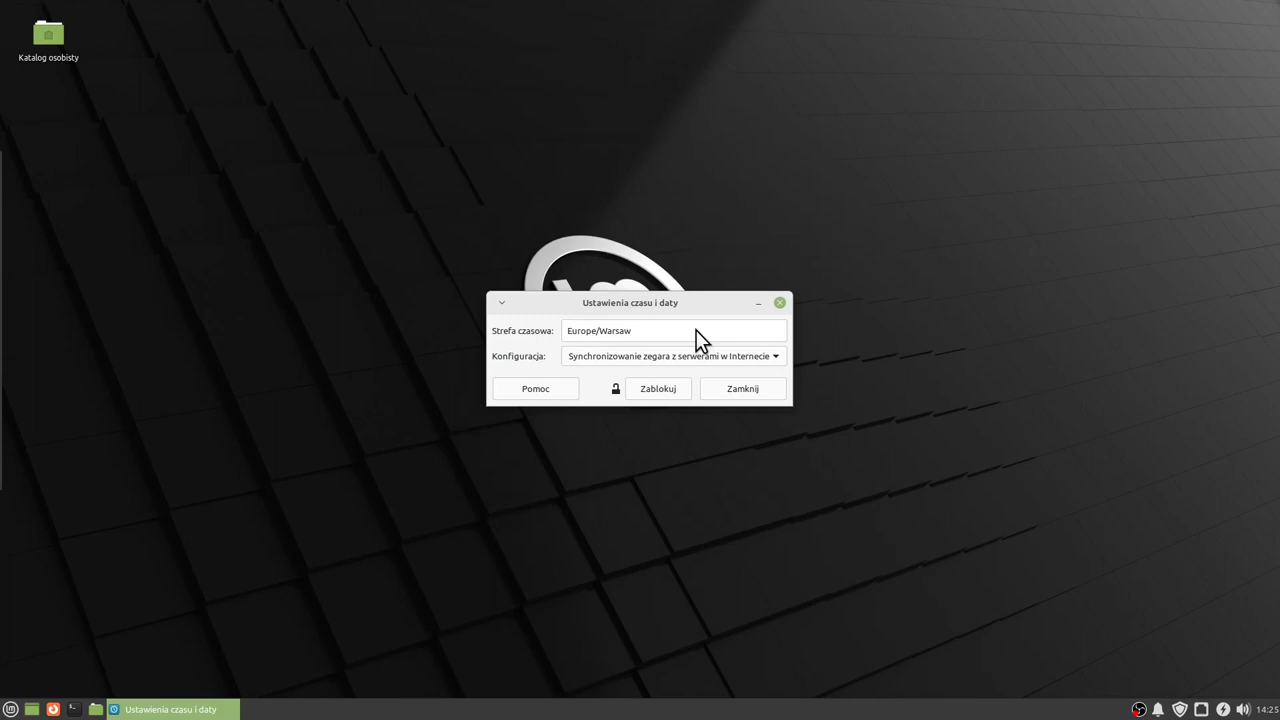 Katalog osobisty
Ustawienia czasu i daty
Strefa czasowa: Europe/Warsaw
Konfiguracja: Synchronizowanie zegara z serwerami w Internecie
Pomoc Zablokuj Zamknij
Ustawienia czasu i daty 14:25